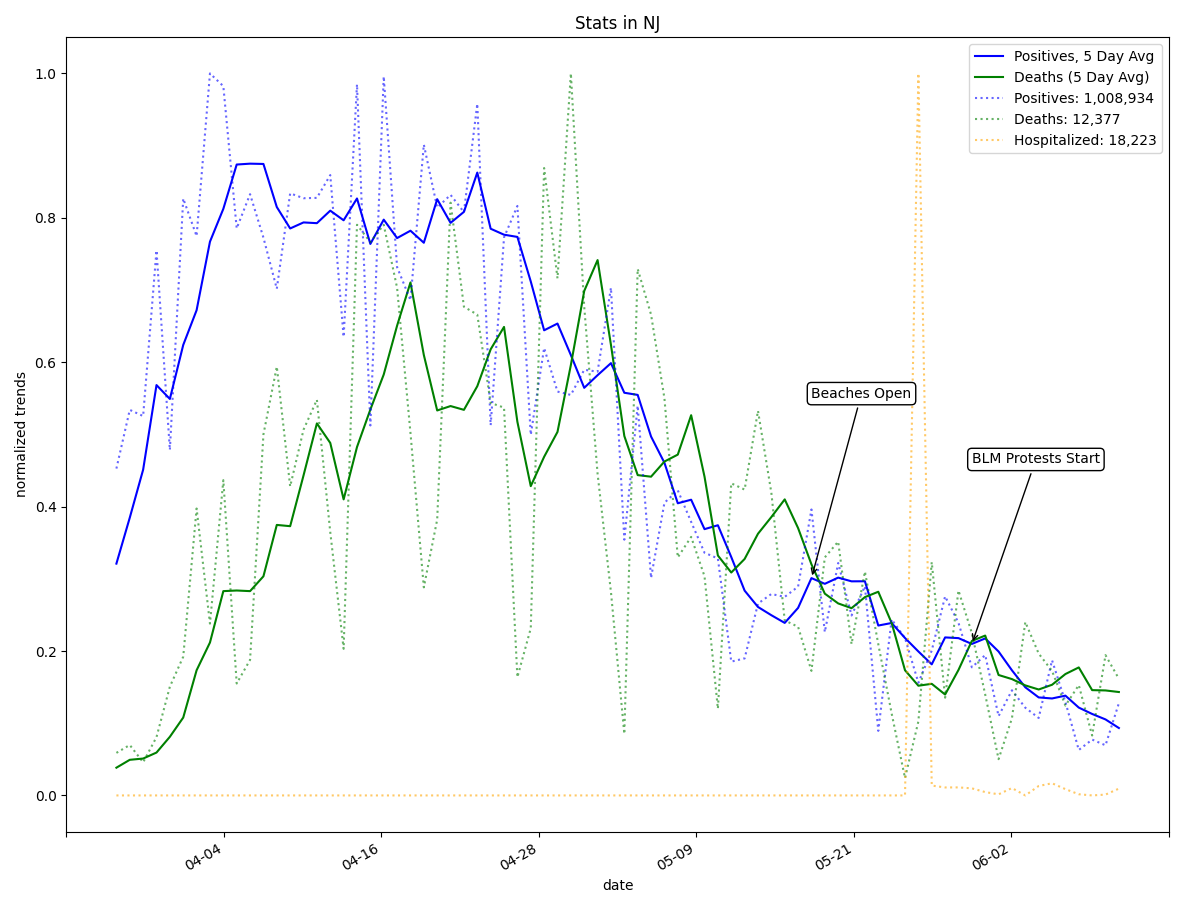 Stats in NJ
Positives, 5 Day Avg
Deaths (5 Day Avg)
Positives: 1,008,934
Deaths: 12,377
Hospitalized: 18,223
1.0
0.8
0.6
0.4
0.2
0.0
normalized trends
Beaches Open
BLM Protests Start
04-04
04-16
04-28
05-09
05-21
06-02
date